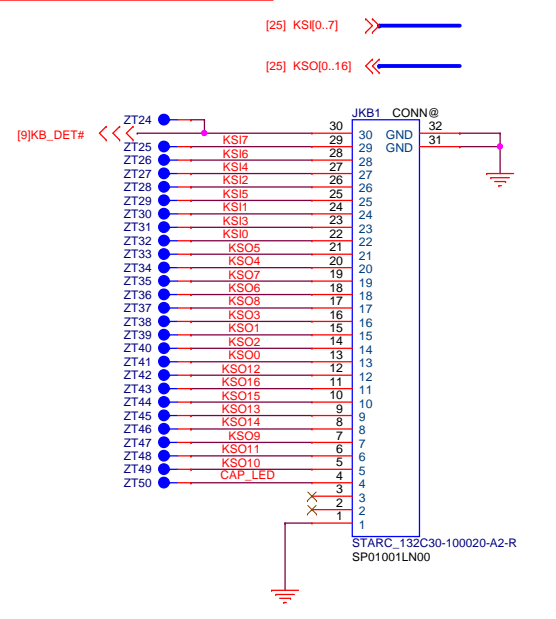 [25] KSI[0..7]
[25] KSO[0..16]
JKB1 CONN@
ZT24
[9]KB_DET# 30 30 GND 32
ZT25 KSI7 29 29 GND 31
ZT26 KSI6 28 28
ZT27 KSI4 27 27
ZT28 KSI2 26 26
ZT29 KSI5 25 25
ZT30 KSI1 24 24
ZT31 KSI3 23 23
ZT32 KSI0 22 22
ZT33 KSO5 21 21
ZT34 KSO4 20 20
ZT35 KSO7 19 19
ZT36 KSO6 18 18
ZT37 KSO8 17 17
ZT38 KSO3 16 16
ZT39 KSO1 15 15
ZT40 KSO2 14 14
ZT41 KSO0 13 13
ZT42 KSO12 12 12
ZT43 KSO16 11 11
ZT44 KSO15 10 10
ZT45 KSO13 9 9
ZT46 KSO14 8 8
ZT47 KSO9 7 7
ZT48 KSO11 6 6
ZT49 KSO10 5 5
ZT50 CAP_LED 4 4
3 3
2 2
1 1
STARC_132C30-100020-A2-R
SP01001LN00